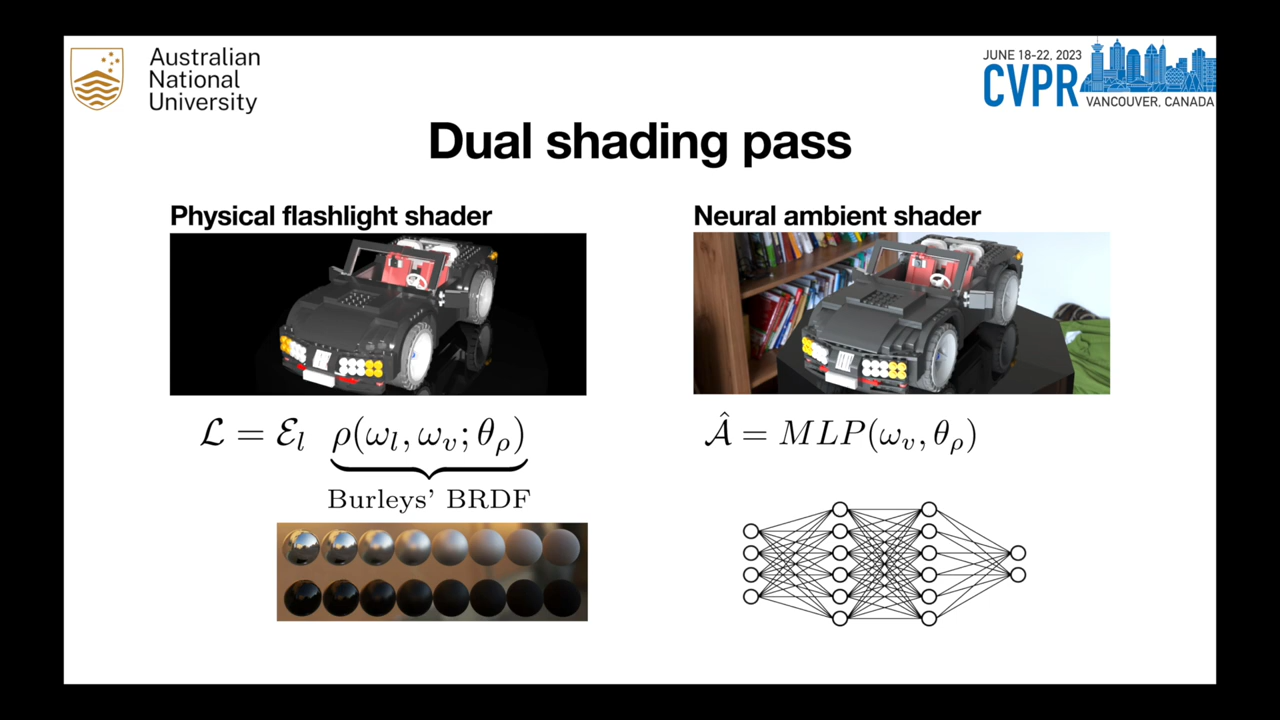 Australian
National
University
JUNE 18-22, 2023
CVPR
VANCOUVER, CANADA
Dual shading pass
Physical flashlight shader
Neural ambient shader
ℒ = ℰ_l ρ(ω_l, ω_v; θ_ρ)
Burleys' BRDF
𝒜̂ = MLP(ω_v, θ_ρ)